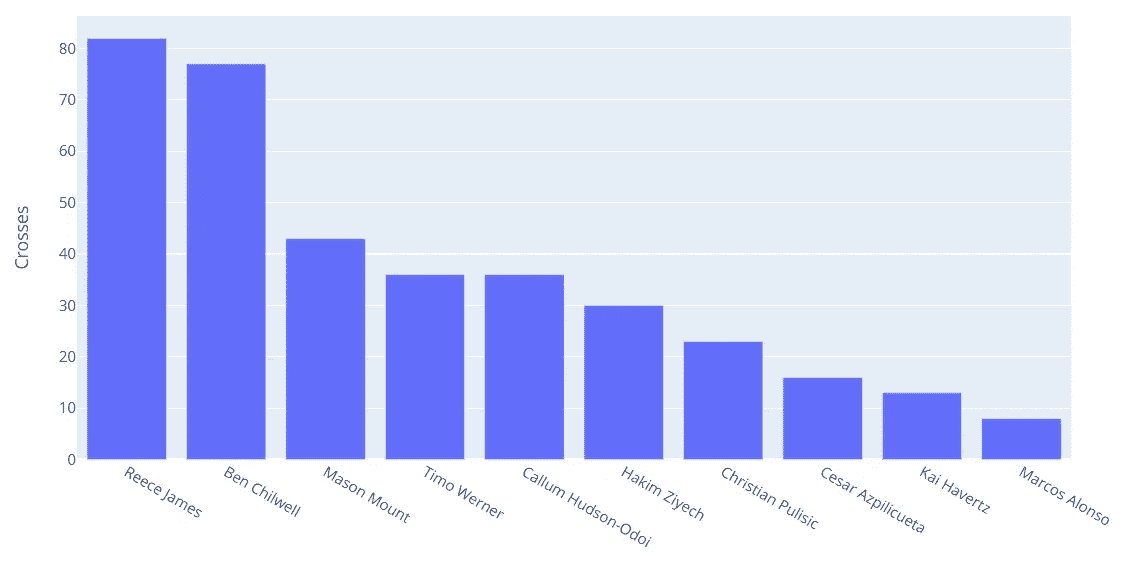 Crosses
80
70
60
50
40
30
20
10
0
Reece James
Ben Chilwell
Mason Mount
Timo Werner
Callum Hudson-Odoi
Hakim Ziyech
Christian Pulisic
Cesar Azpilicueta
Kai Havertz
Marcos Alonso